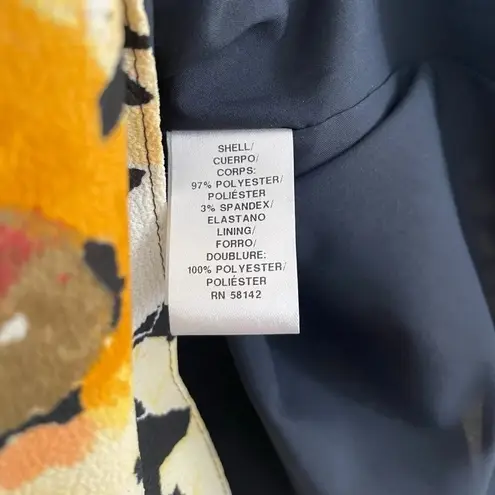 SHELL/
CUERPO/
CORPS:
97% POLYESTER/
POLIÉSTER
3% SPANDEX/
ELASTANO
LINING/
FORRO/
DOUBLURE:
100% POLYESTER/
POLIÉSTER
RN 58142